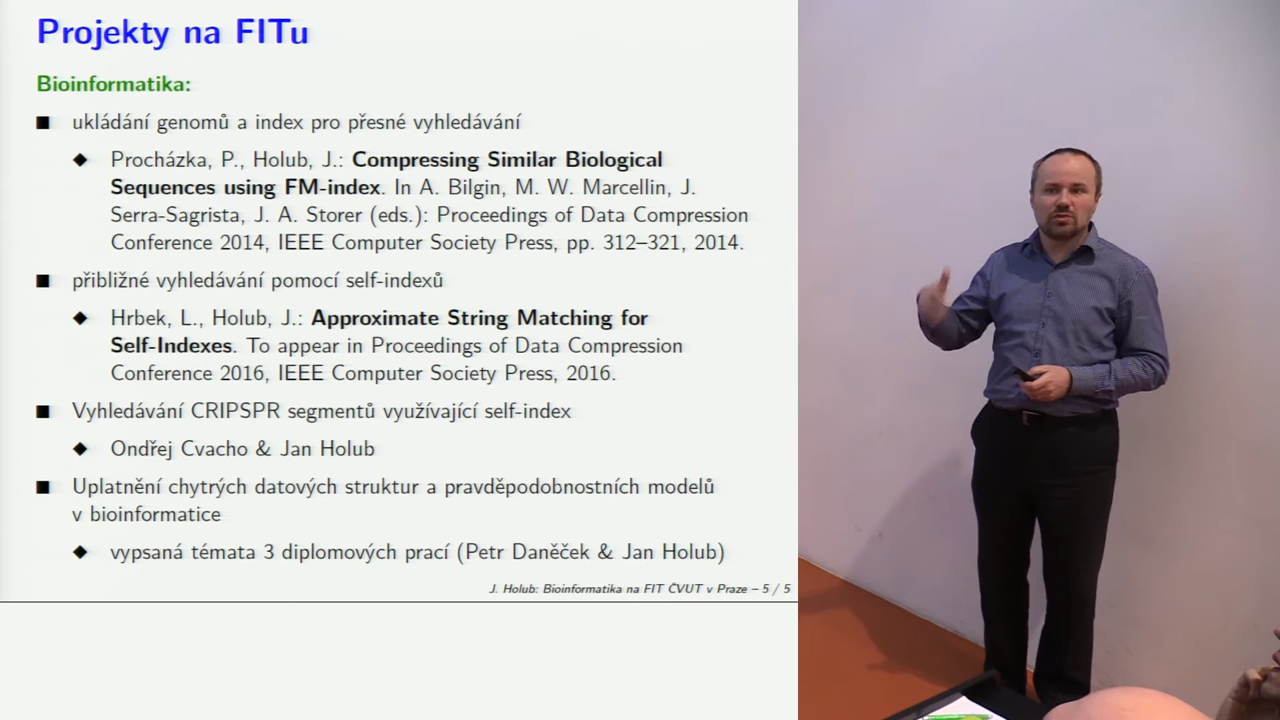 Projekty na FITu
Bioinformatika:
ukládání genomů a index pro přesné vyhledávání
Procházka, P., Holub, J.: Compressing Similar Biological
Sequences using FM-index. In A. Bilgin, M. W. Marcellin, J.
Serra-Sagrista, J. A. Storer (eds.): Proceedings of Data Compression
Conference 2014, IEEE Computer Society Press, pp. 312–321, 2014.
přibližné vyhledávání pomocí self-indexů
Hrbek, L., Holub, J.: Approximate String Matching for
Self-Indexes. To appear in Proceedings of Data Compression
Conference 2016, IEEE Computer Society Press, 2016.
Vyhledávání CRIPSPR segmentů využívající self-index
Ondřej Cvacho & Jan Holub
Uplatnění chytrých datových struktur a pravděpodobnostních modelů
v bioinformatice
vypsaná témata 3 diplomových prací (Petr Daněček & Jan Holub)
J. Holub: Bioinformatika na FIT ČVUT v Praze – 5 / 5